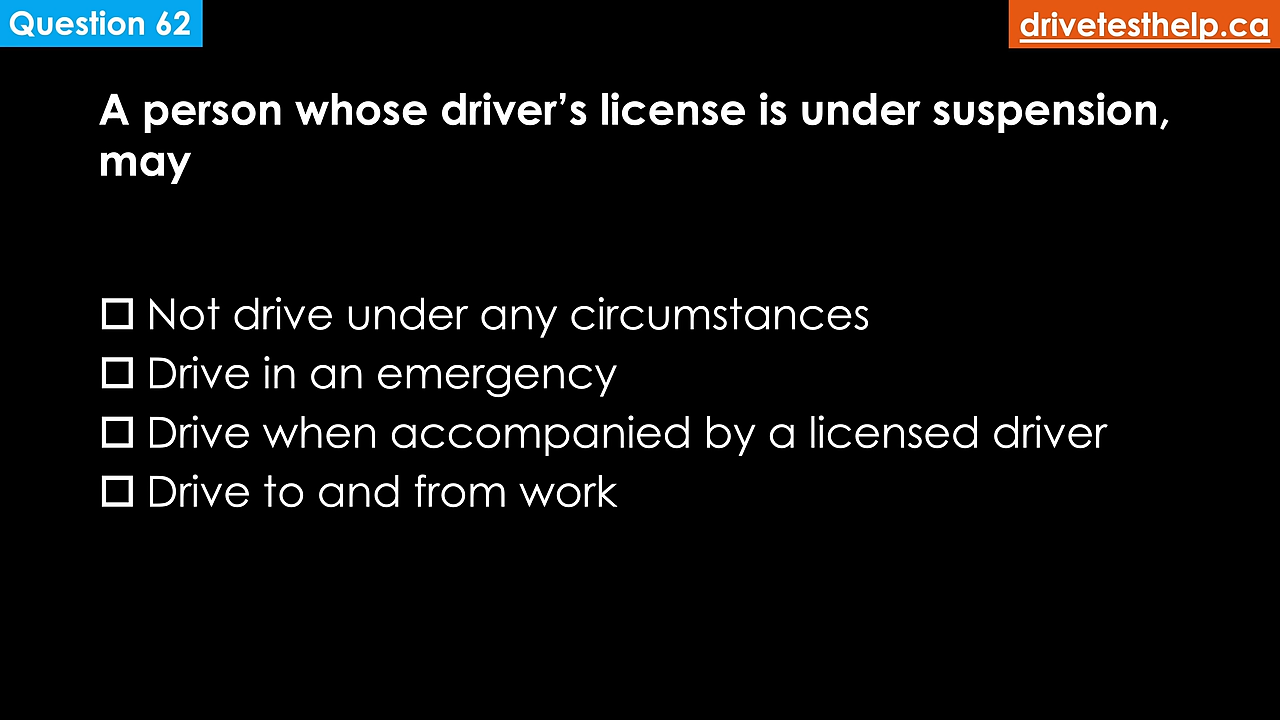 Question 62
drivetesthelp.ca
A person whose driver’s license is under suspension,
may
Not drive under any circumstances
Drive in an emergency
Drive when accompanied by a licensed driver
Drive to and from work